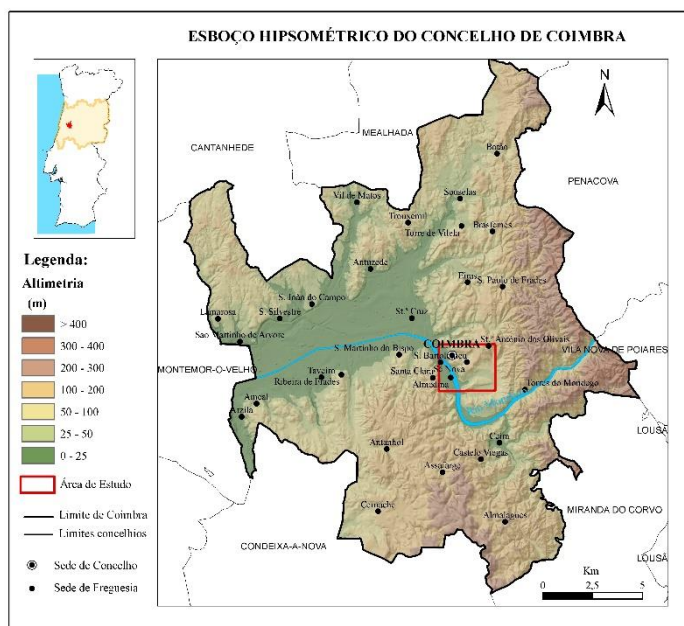 ESBOÇO HIPSOMÉTRICO DO CONCELHO DE COIMBRA
N
MEALHADA
CANTANHEDE
PENACOVA
Botão
Souselas
Vil de Matos
Trouxemil
Torre de Vilela
Brasfemes
Antuzede
Eiras
S. Paulo de Frades
S. João do Campo
Lamarosa
S. Silvestre
St.ª Cruz
São Martinho de Árvore
COIMBRA
St.º António dos Olivais
S. Martinho do Bispo
S. Bartolomeu
VILA NOVA DE POIARES
MONTEMOR-O-VELHO
Taveiro
Santa Clara
Sé Nova
Ribeira de Frades
Almedina
Torres do Mondego
Ameal
Arzila
LOUSÃ
Ceira
Antanhol
Castelo Viegas
Assafarge
Cernache
Almalaguês
MIRANDA DO CORVO
CONDEIXA-A-NOVA
LOUSÃ
Legenda:
Altimetria
(m)
> 400
300 - 400
200 - 300
100 - 200
50 - 100
25 - 50
0 - 25
Área de Estudo
Limite de Coimbra
Limites concelhios
Sede de Concelho
Sede de Freguesia
Km
0 2,5 5